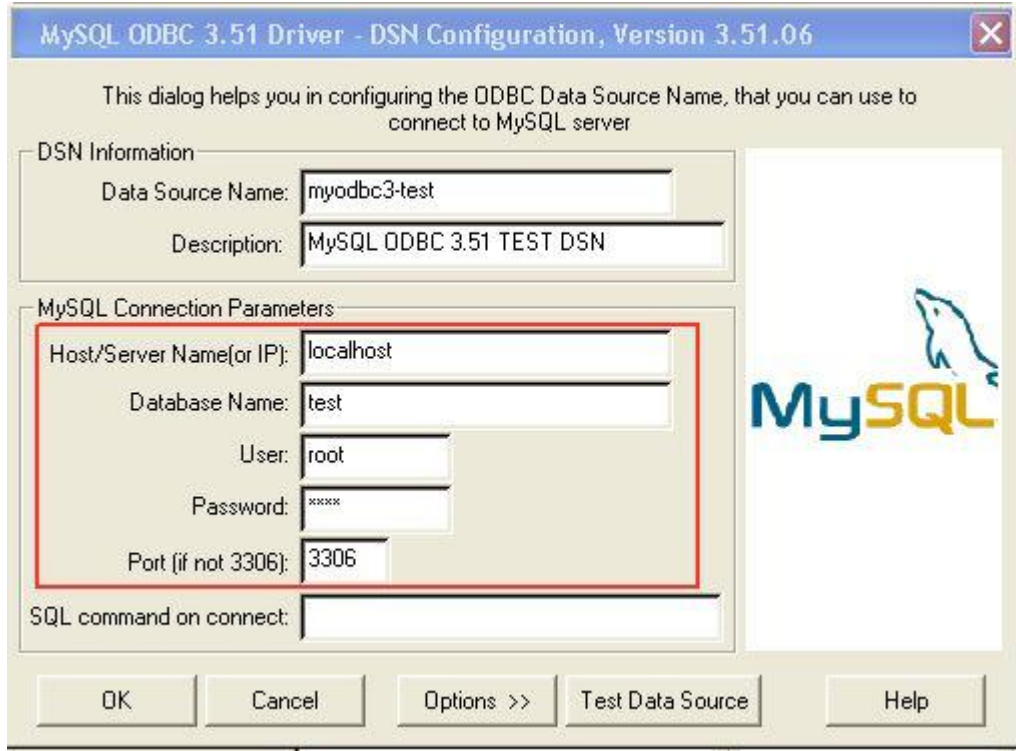 MySQL ODBC 3.51 Driver - DSN Configuration, Version 3.51.06
This dialog helps you in configuring the ODBC Data Source Name, that you can use to
connect to MySQL server
DSN Information
Data Source Name: myodbc3-test
Description: MySQL ODBC 3.51 TEST DSN
MySQL Connection Parameters
Host/Server Name(or IP): localhost
Database Name: test
User: root
Password: ****
Port (if not 3306): 3306
SQL command on connect:
MySQL
OK Cancel Options >> Test Data Source Help